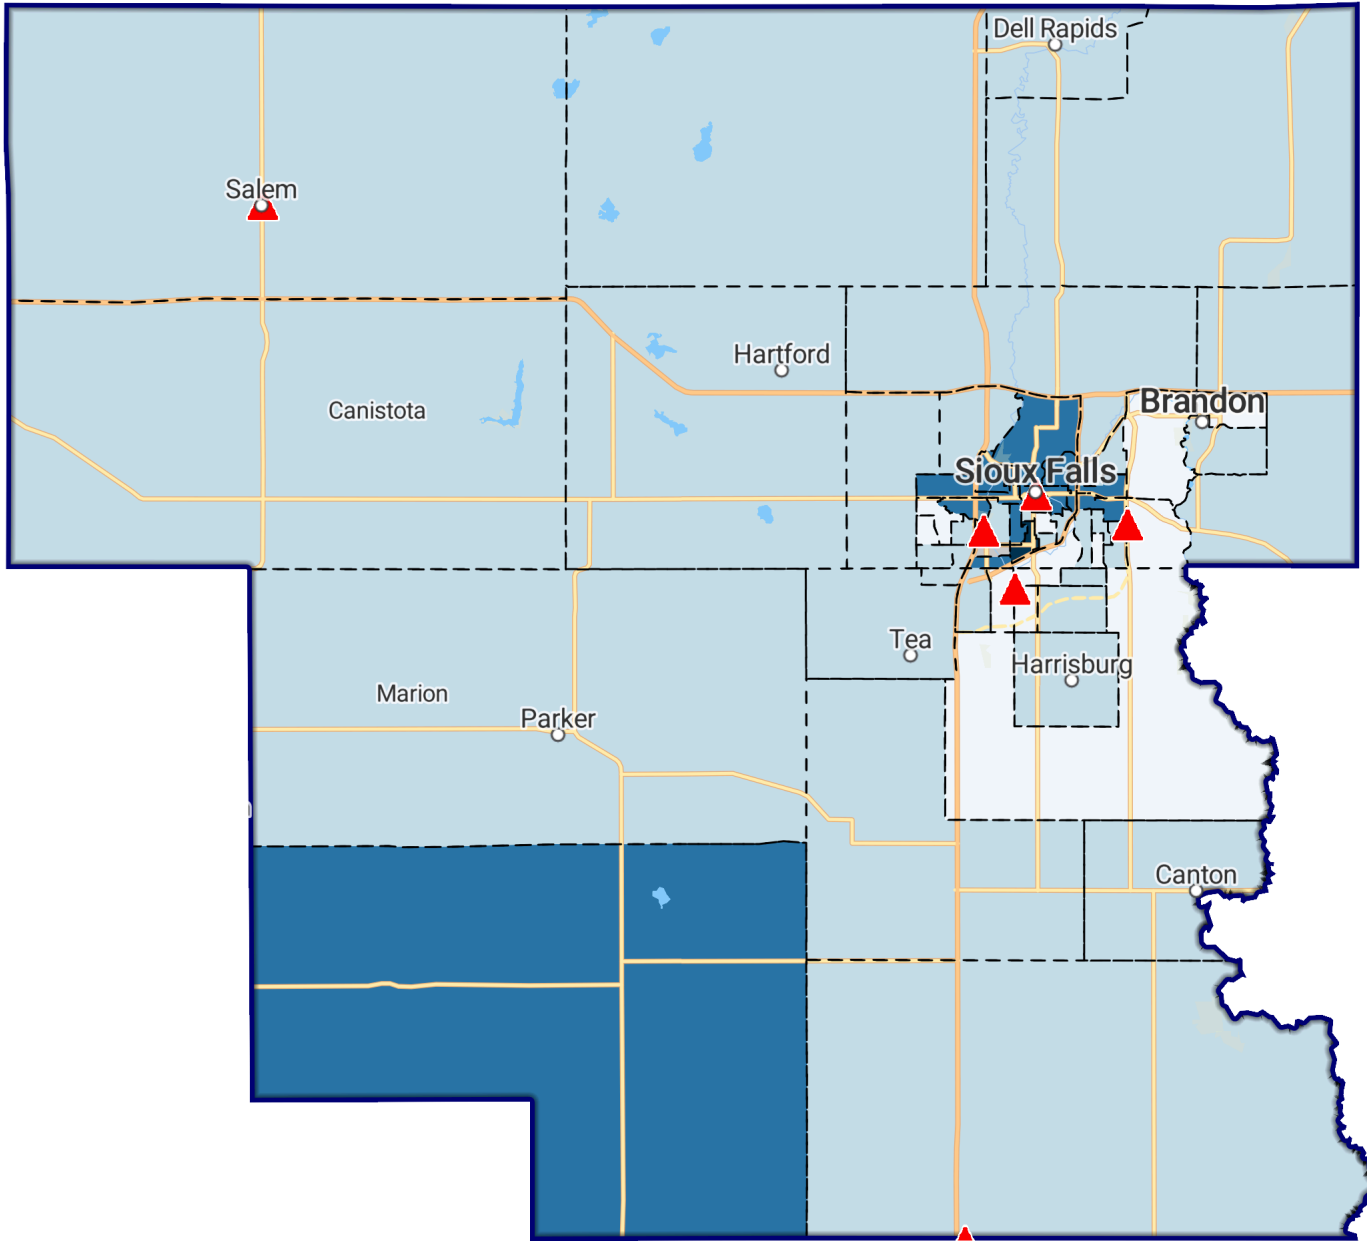 Dell Rapids
Salem
Hartford
Canistota
Brandon
Sioux Falls
Tea
Harrisburg
Marion
Parker
Canton